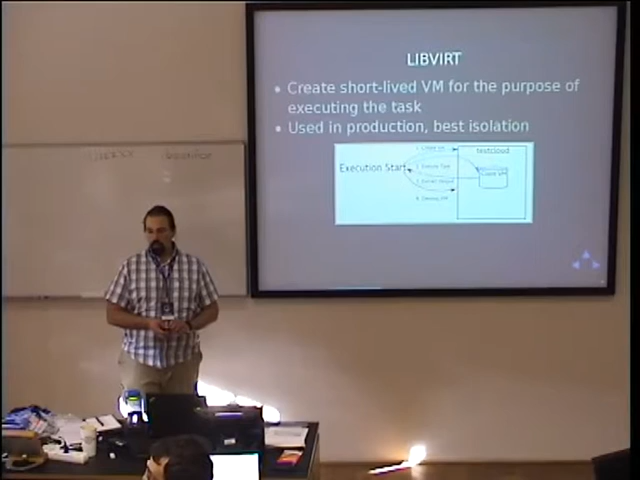 LIBVIRT
• Create short-lived VM for the purpose of
executing the task
• Used in production, best isolation
Execution Start
testcloud